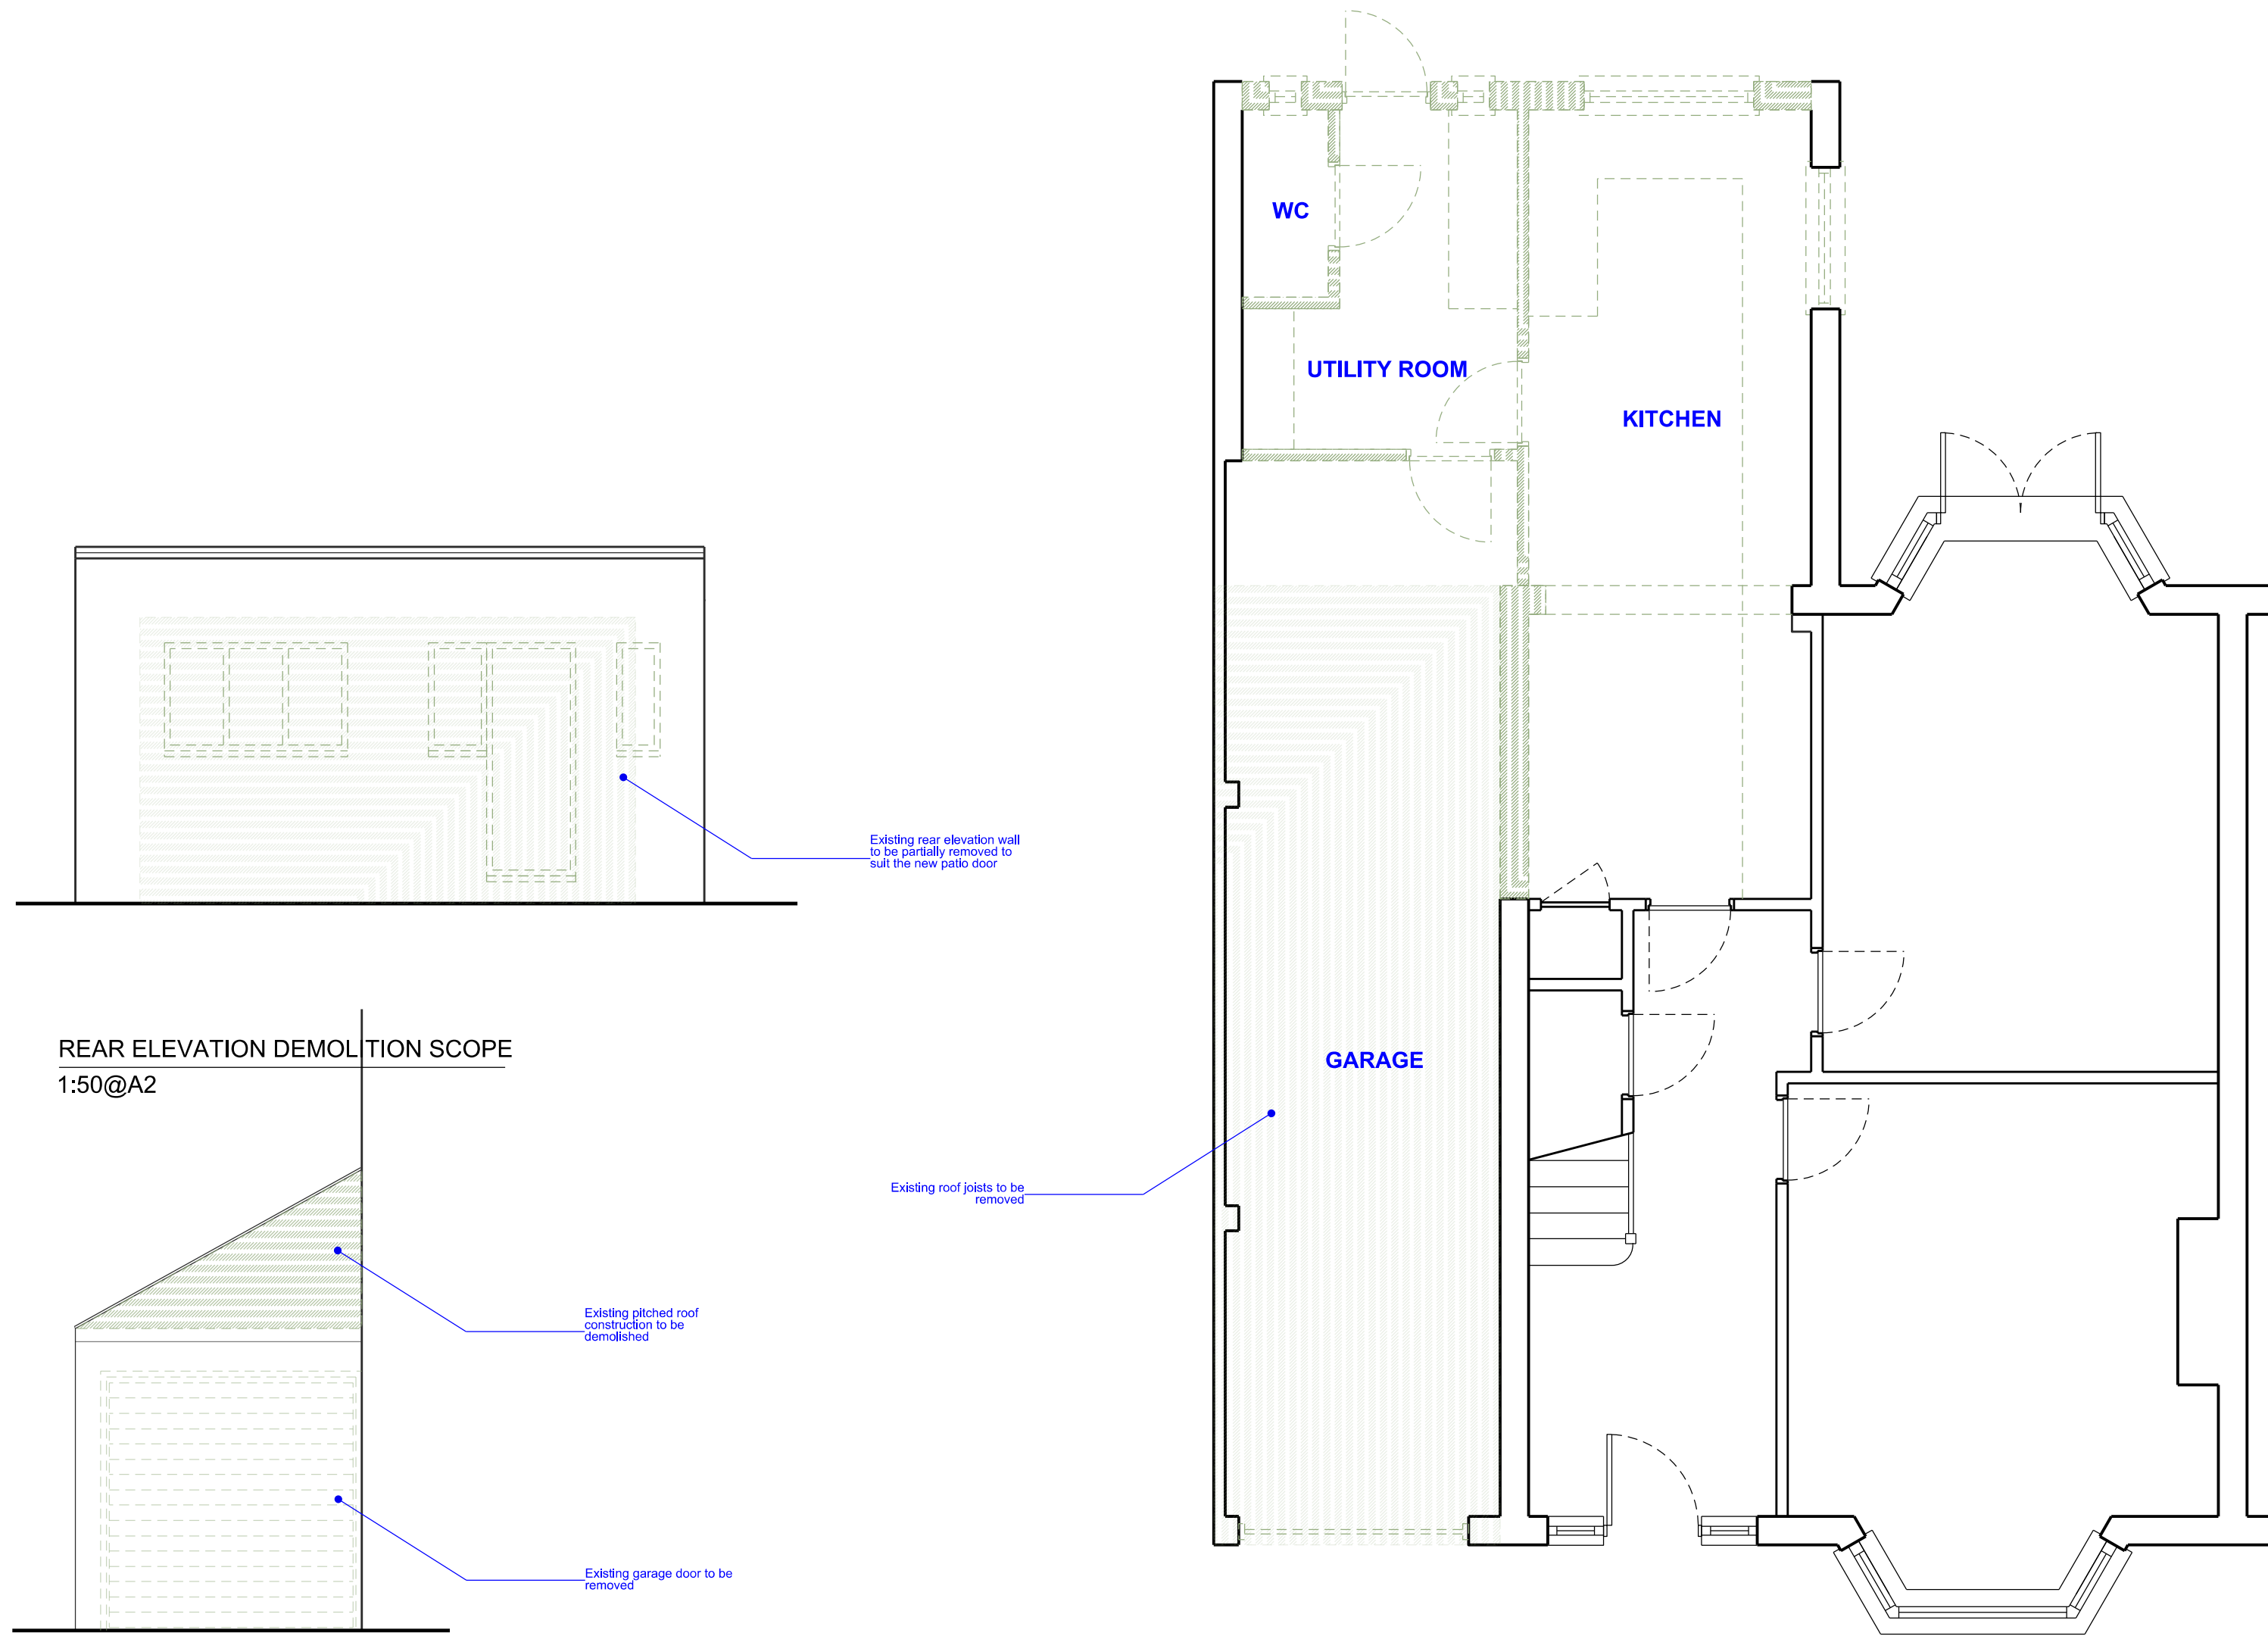 WC
UTILITY ROOM
KITCHEN
Existing rear elevation wall
to be partially removed to
suit the new patio door
REAR ELEVATION DEMOLITION SCOPE
1:50@A2
GARAGE
Existing roof joists to be
removed
Existing pitched roof
construction to be
demolished
Existing garage door to be
removed